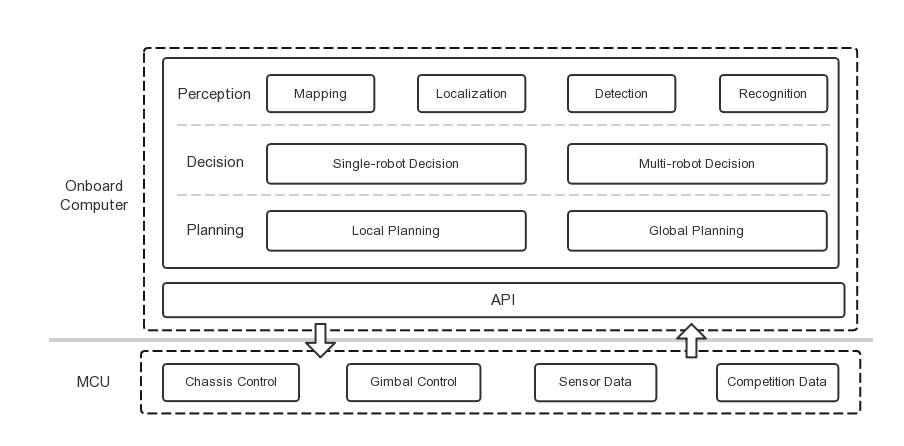 Perception
Mapping
Localization
Detection
Recognition
Decision
Single-robot Decision
Multi-robot Decision
Onboard
Computer
Planning
Local Planning
Global Planning
API
MCU
Chassis Control
Gimbal Control
Sensor Data
Competition Data